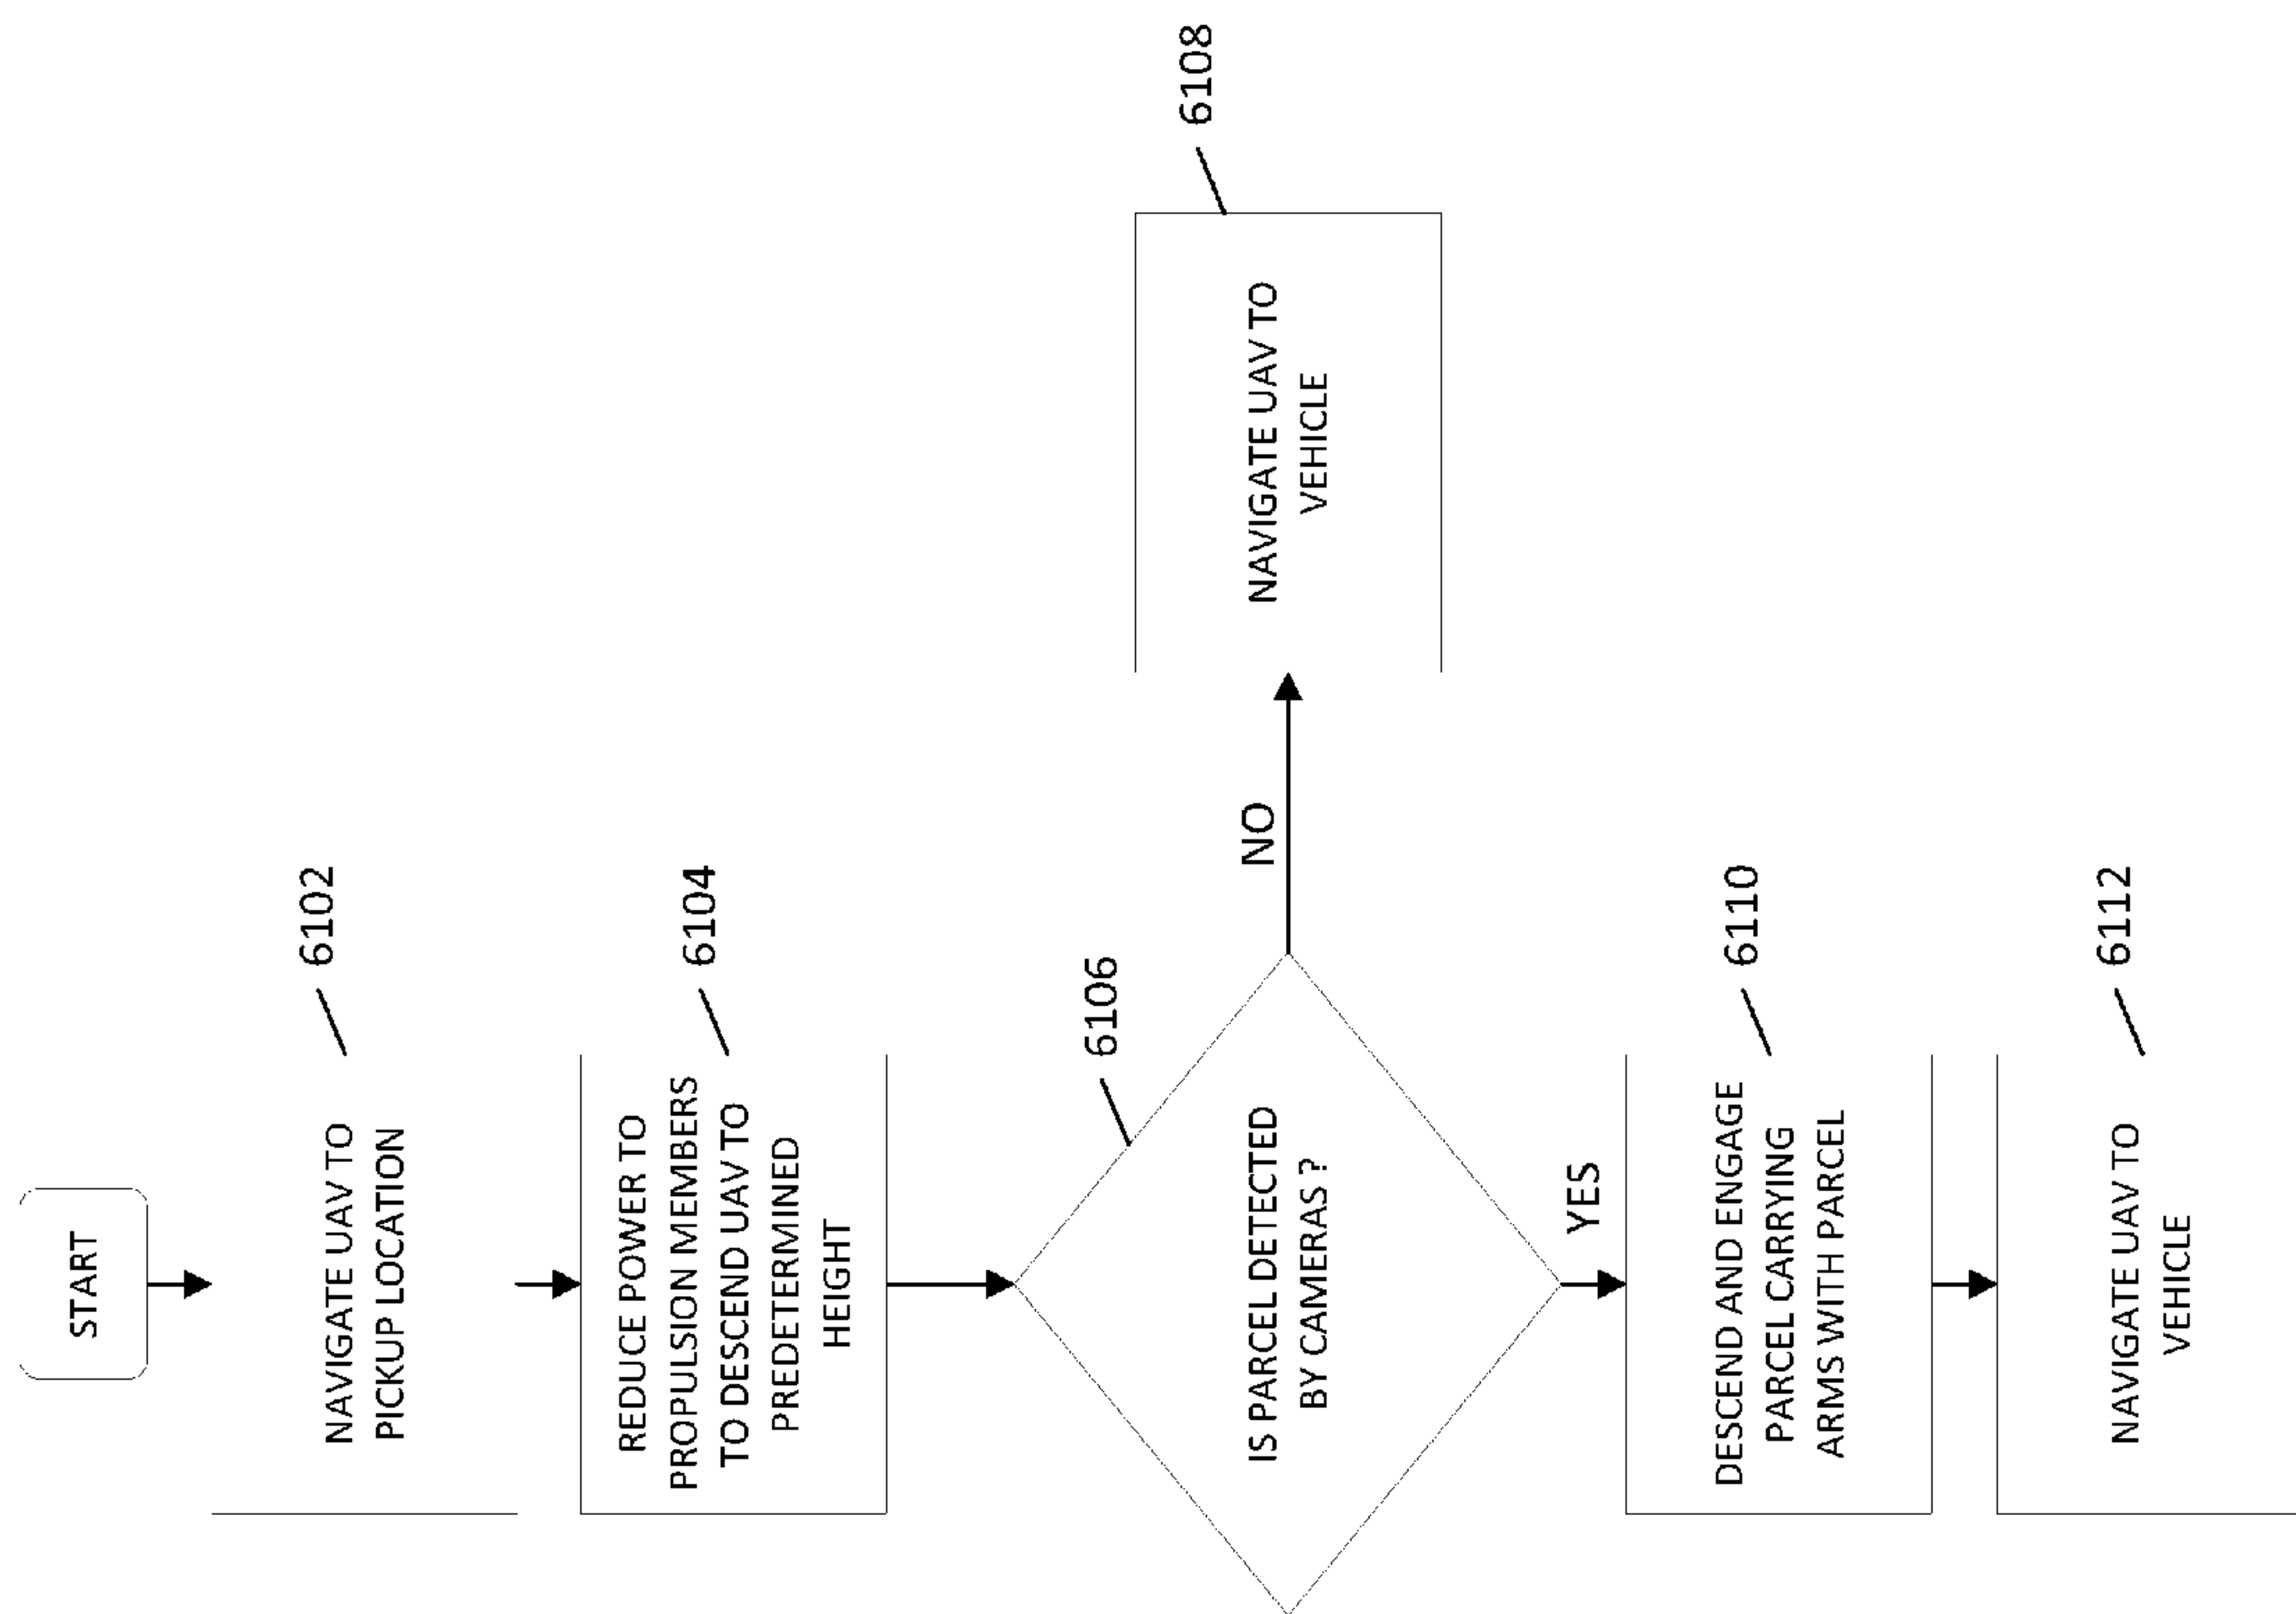 START
NAVIGATE UAV TO
PICKUP LOCATION
6102
REDUCE POWER TO
PROPULSION MEMBERS
TO DESCEND UAV TO
PREDETERMINED
HEIGHT
6104
IS PARCEL DETECTED
BY CAMERAS ?
6106
NO
NAVIGATE UAV TO
VEHICLE
6108
YES
DESCEND AND ENGAGE
PARCEL CARRYING
ARMS WITH PARCEL
6110
NAVIGATE UAV TO
VEHICLE
6112